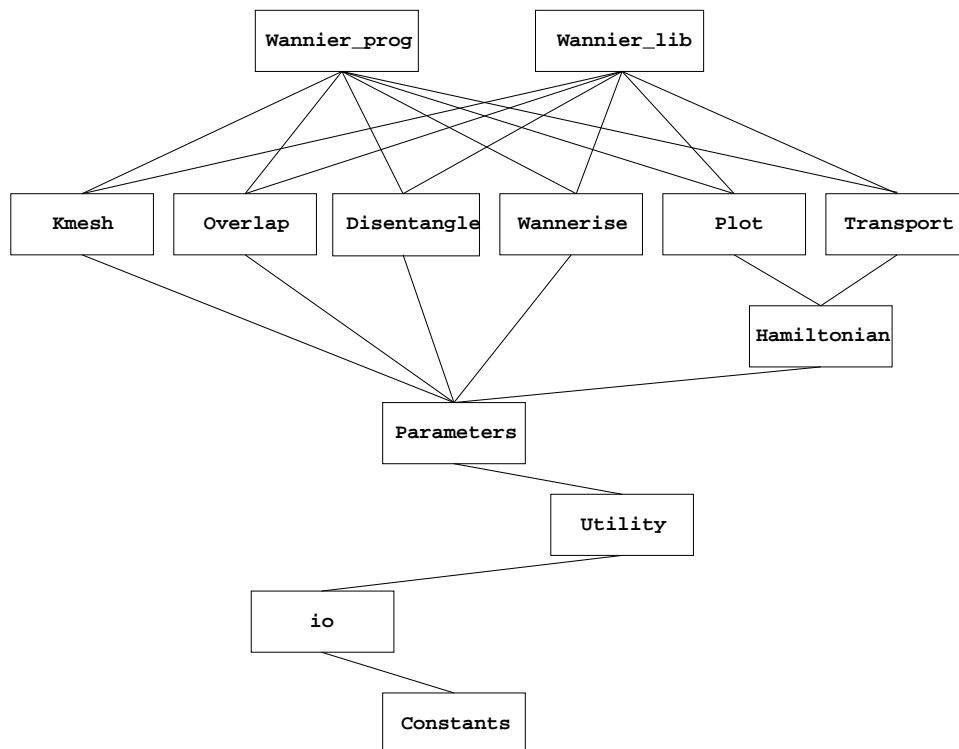 Wannier_prog
Wannier_lib
Kmesh
Overlap
Disentangle
Wannerise
Plot
Transport
Hamiltonian
Parameters
Utility
io
Constants